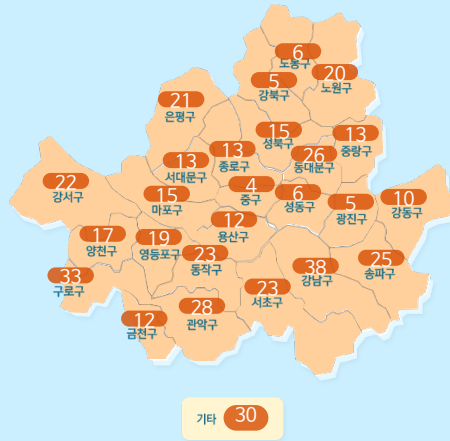 6
도봉구
20
노원구
5
강북구
21
은평구
15
성북구
13
중랑구
13
종로구
26
동대문구
13
서대문구
22
강서구
15
마포구
4
중구
6
성동구
5
광진구
10
강동구
12
용산구
17
양천구
19
영등포구
23
동작구
38
강남구
25
송파구
33
구로구
23
서초구
28
관악구
12
금천구
기타 30